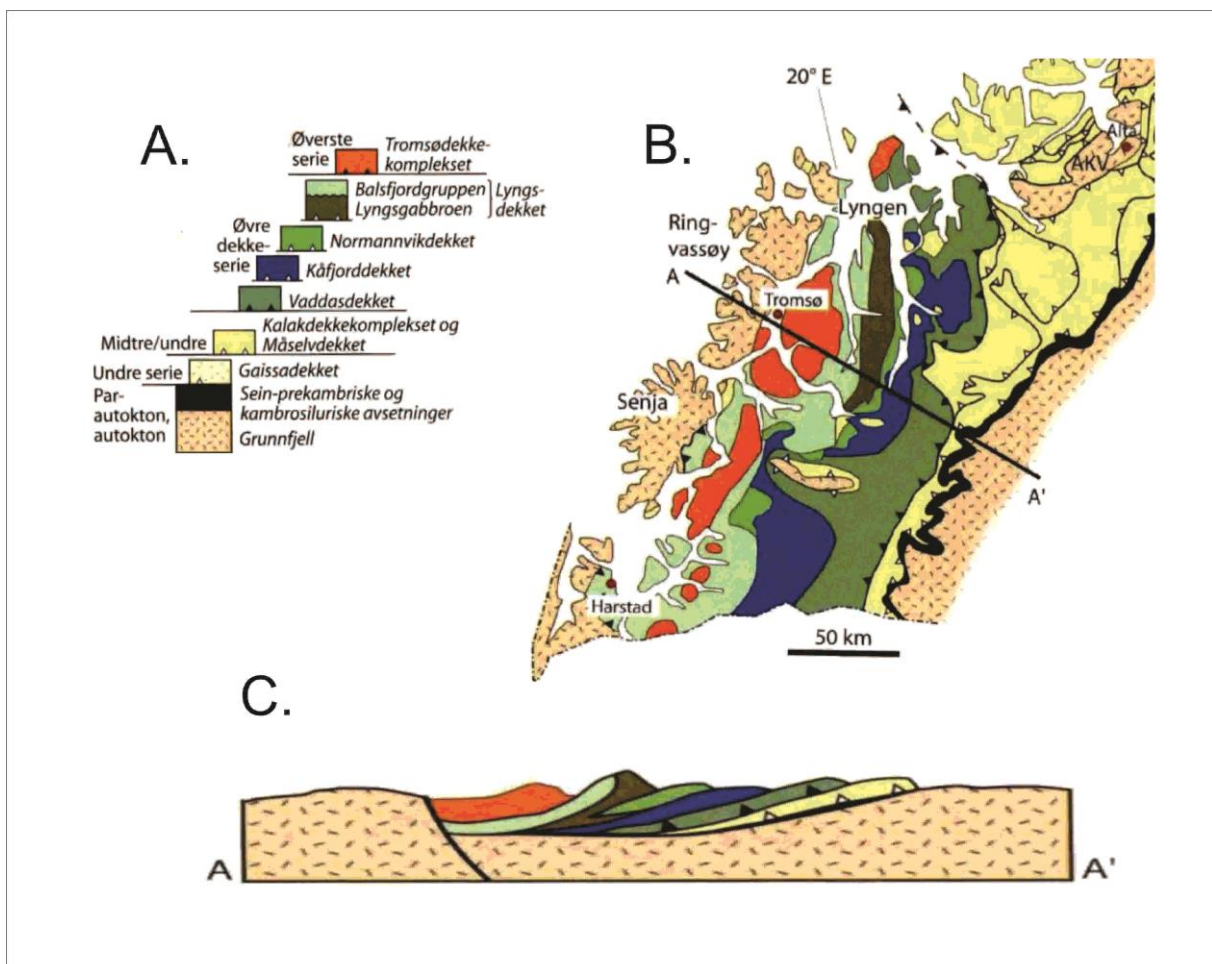 A.
Øverste
serie
Tromsødekke-
komplekset
Balsfjordgruppen
Lyngsgabbroen
Lyngs-
dekket
Øvre
dekke-
serie
Normannvikdekket
Kåfjorddekket
Vaddasdekket
Midtre/undre
Kalakdekkekomplekset og
Måselvdekket
Undre serie
Gaissadekket
Par-
autokton,
autokton
Sein-prekambriske og
kambrosiluriske avsetninger
Grunnfjell
B.
20° E
Alta
AKV
Lyngen
Ring-
vassøy
A
Tromsø
Senja
A'
Harstad
50 km
C.
A
A'